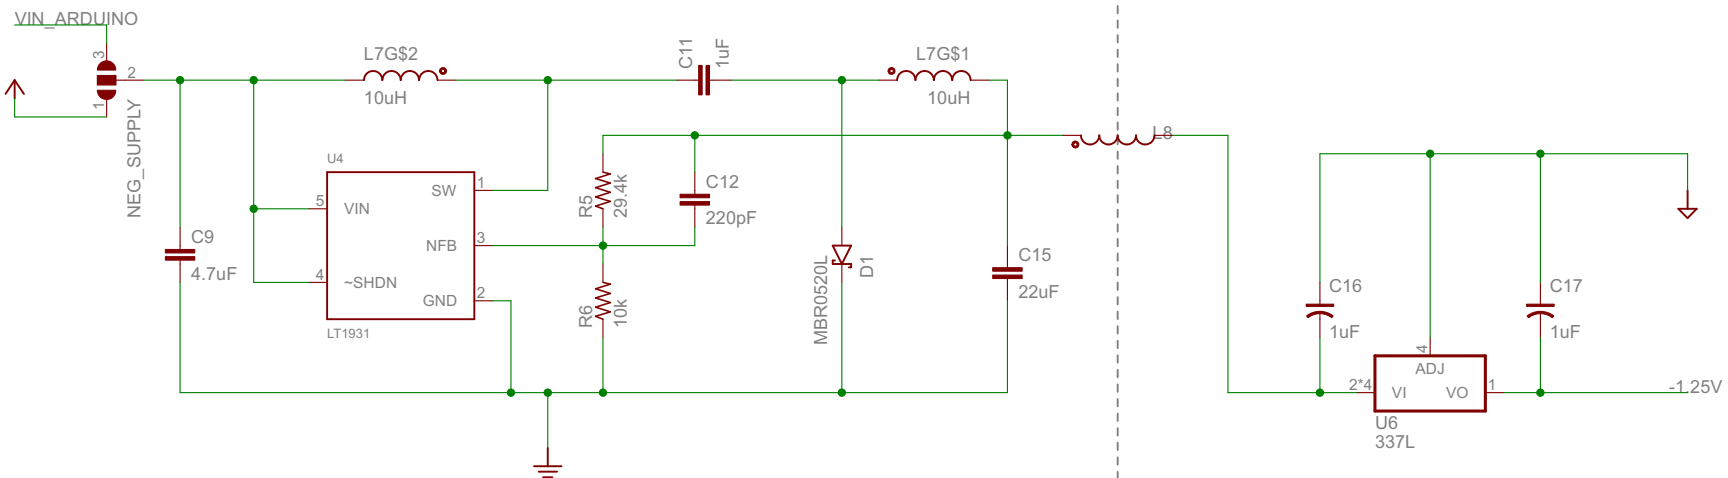 VIN_ARDUINO
3
2
1
NEG_SUPPLY
L7G$2
10uH
C11
1uF
L7G$1
10uH
L8
U4
SW
1
5
VIN
NFB
3
4
~SHDN
GND
2
LT1931
C9
4.7uF
R5
29.4k
C12
220pF
R6
10k
MBR0520L
D1
C15
22uF
C16
1uF
C17
1uF
4
ADJ
2*4
VI
VO
1
-1.25V
U6
337L